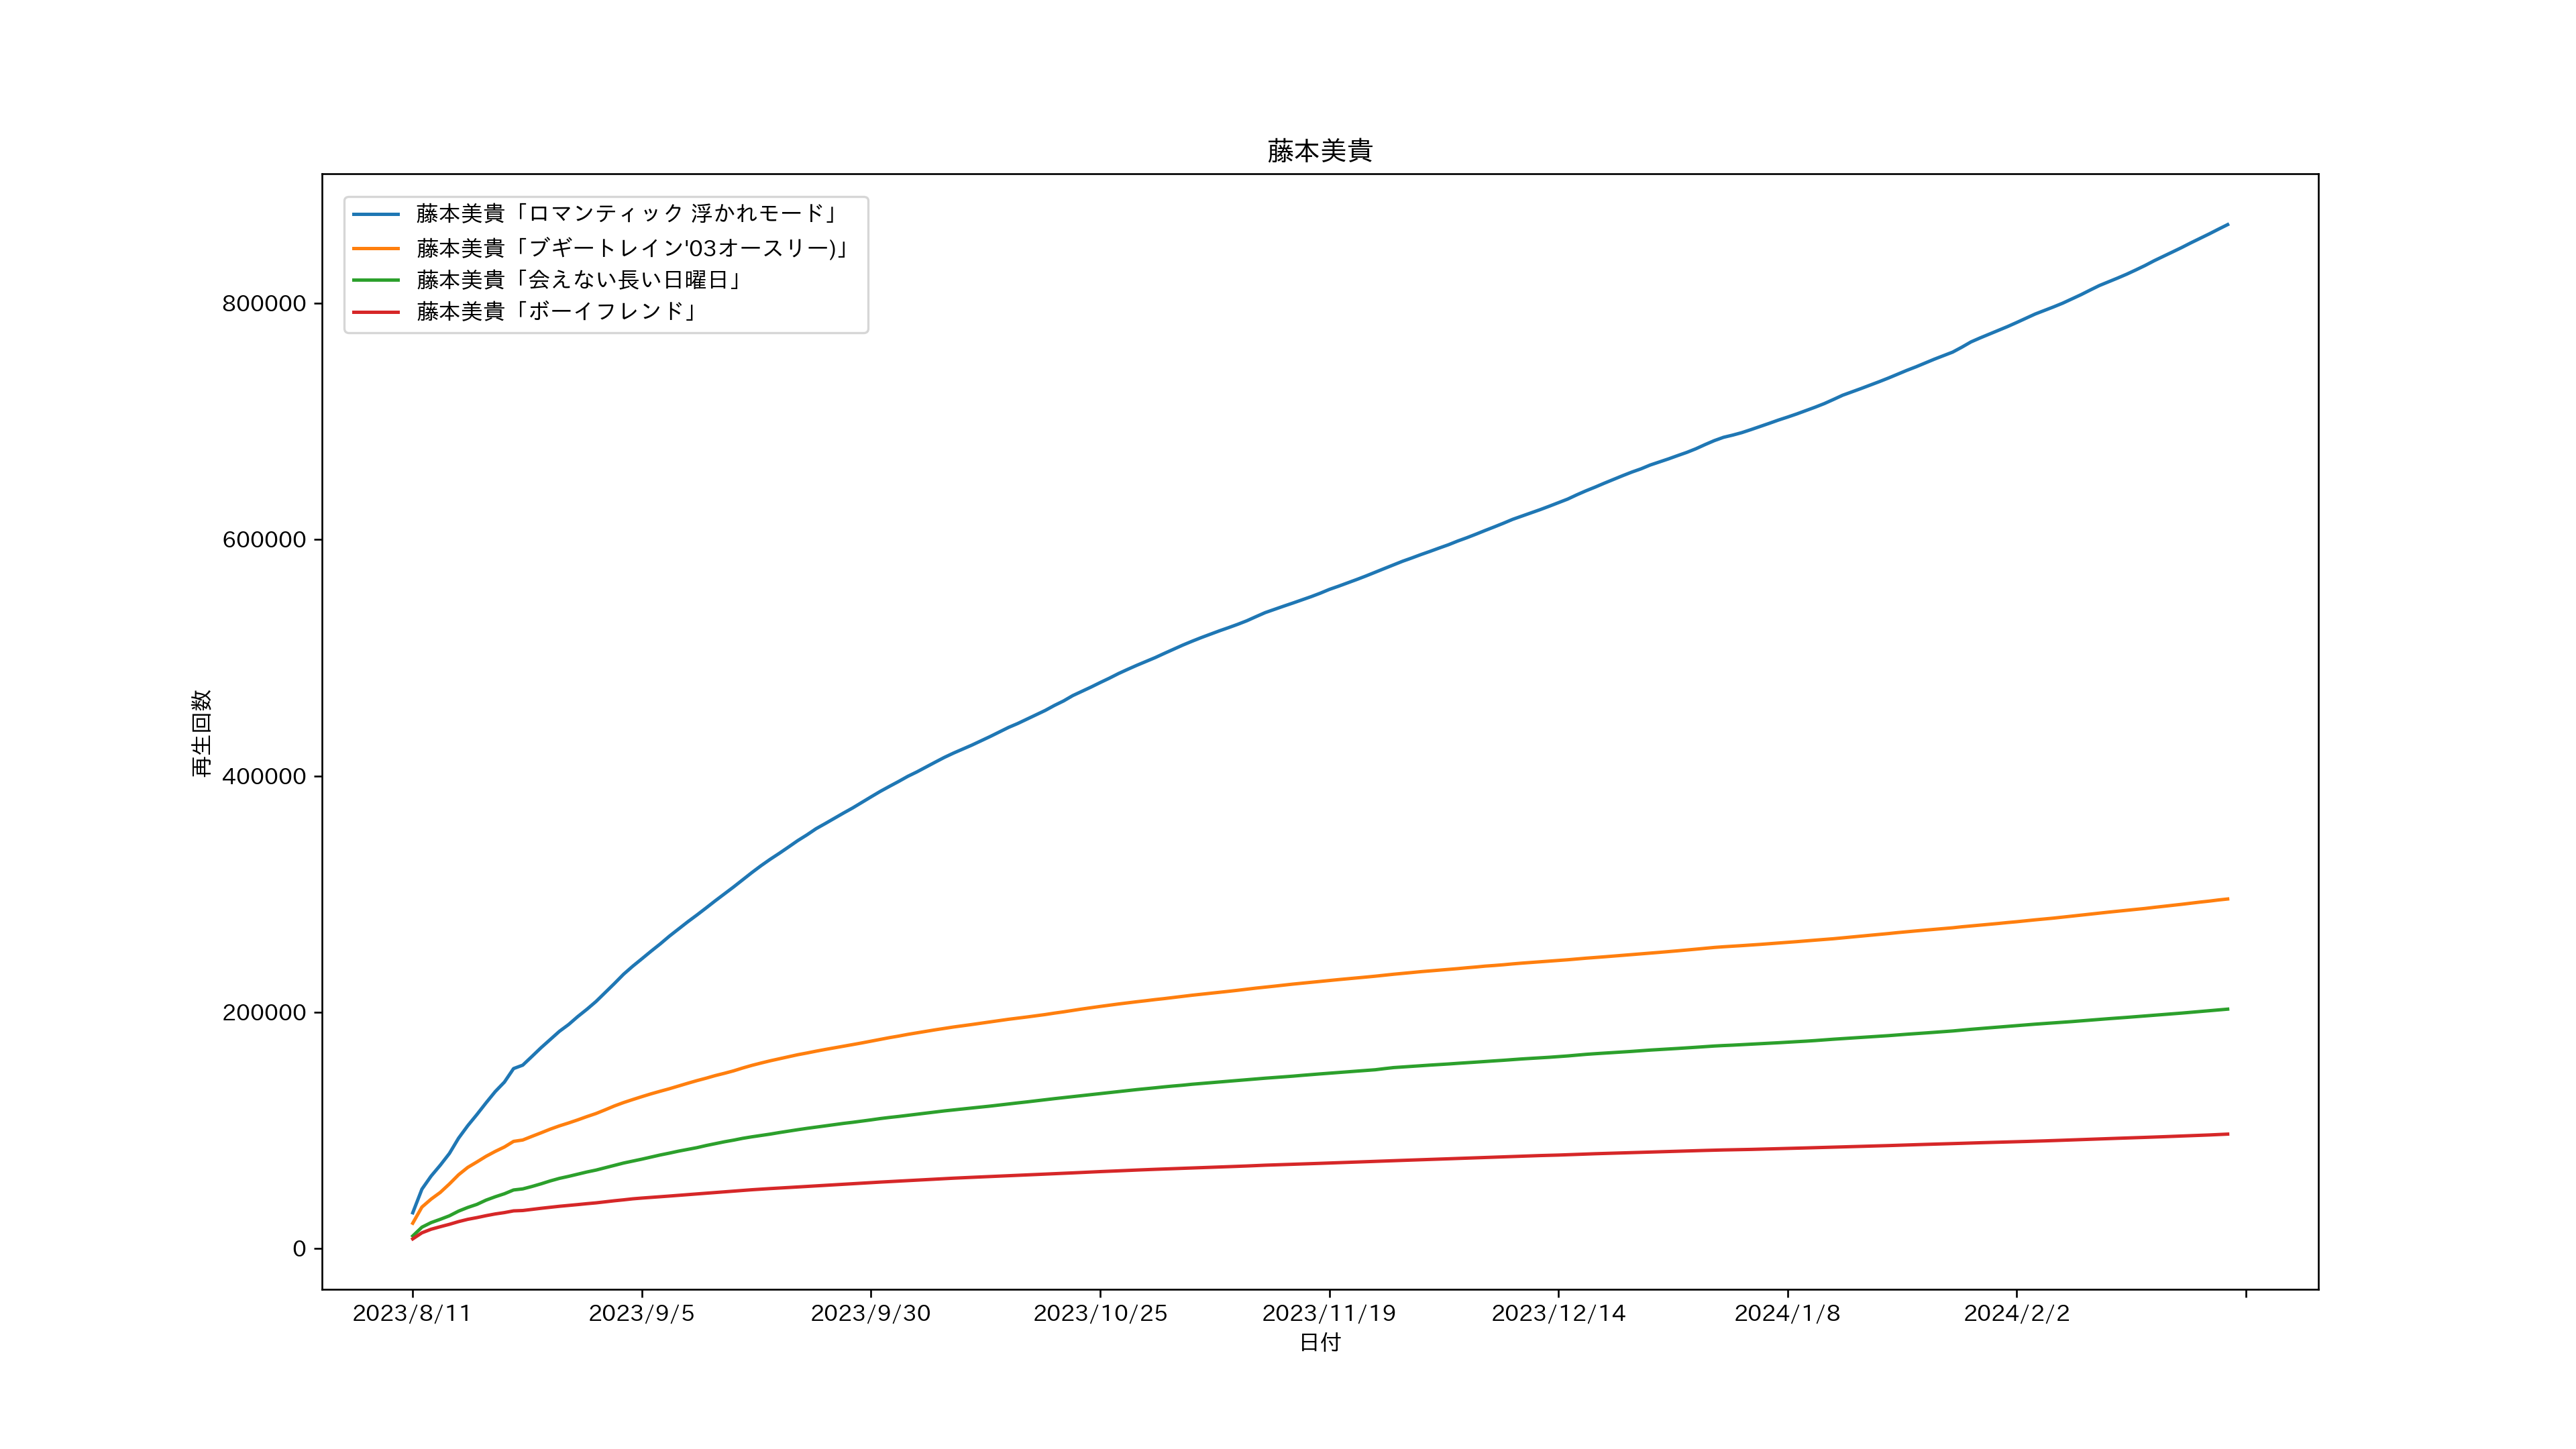 藤本美貴
藤本美貴「ロマンティック 浮かれモード」
藤本美貴「ブギートレイン'03オースリー)」
藤本美貴「会えない長い日曜日」
藤本美貴「ボーイフレンド」
800000
600000
400000
200000
0
再生回数
2023/8/11 2023/9/5 2023/9/30 2023/10/25 2023/11/19 2023/12/14 2024/1/8 2024/2/2
日付